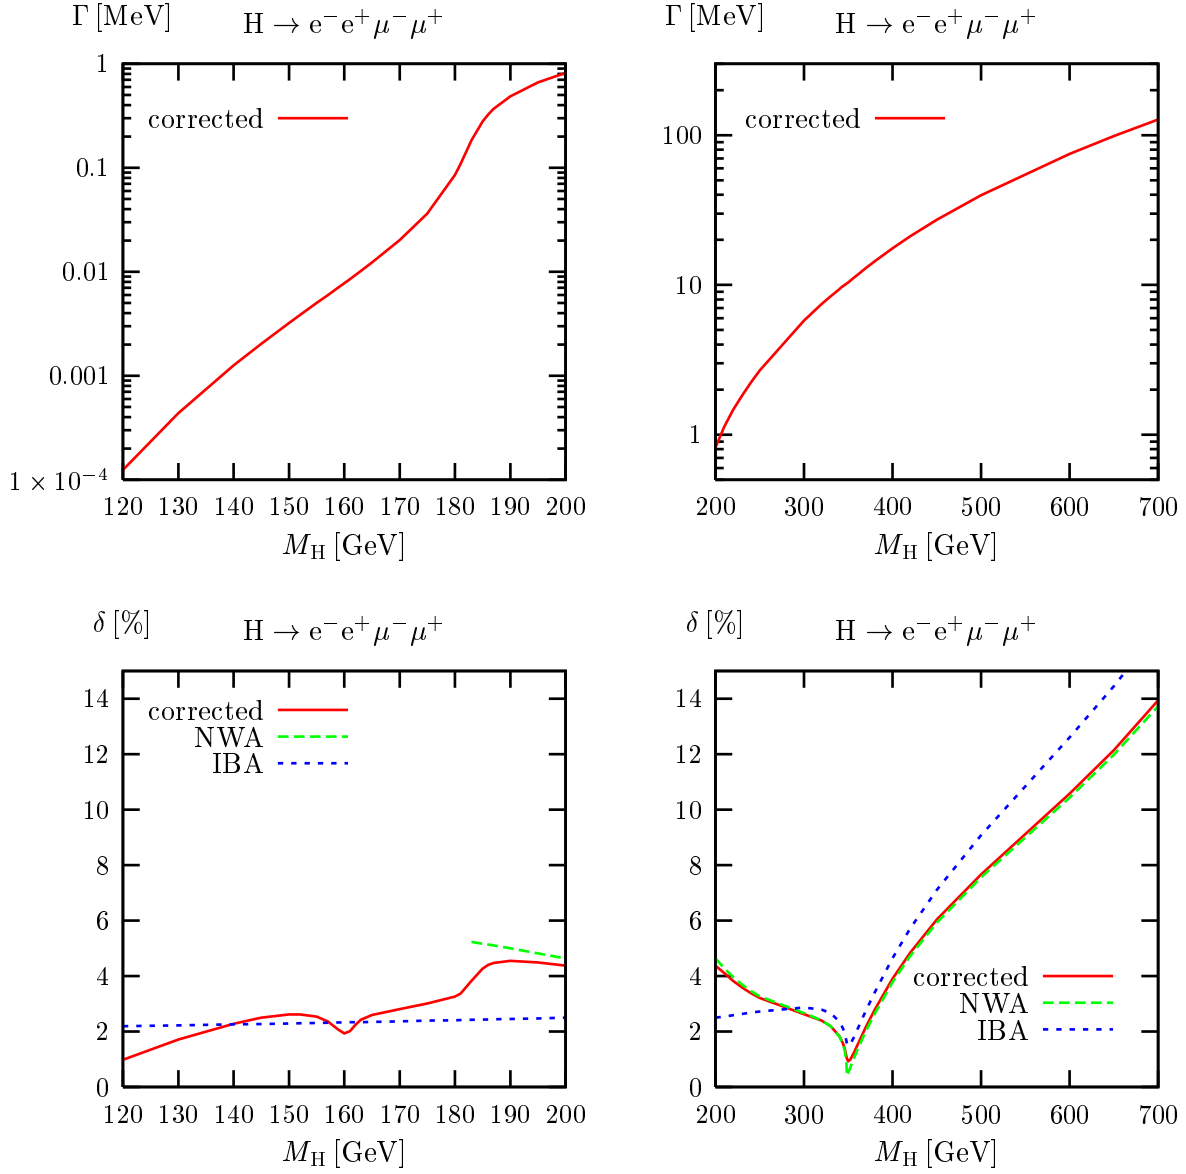 Γ [MeV] H → e⁻e⁺μ⁻μ⁺
1
0.1
0.01
0.001
1 × 10⁻⁴
corrected
120 130 140 150 160 170 180 190 200
M_H [GeV]
Γ [MeV] H → e⁻e⁺μ⁻μ⁺
100
10
1
corrected
200 300 400 500 600 700
M_H [GeV]
δ [%] H → e⁻e⁺μ⁻μ⁺
14
12
10
8
6
4
2
0
corrected
NWA
IBA
120 130 140 150 160 170 180 190 200
M_H [GeV]
δ [%] H → e⁻e⁺μ⁻μ⁺
14
12
10
8
6
4
2
0
corrected
NWA
IBA
200 300 400 500 600 700
M_H [GeV]